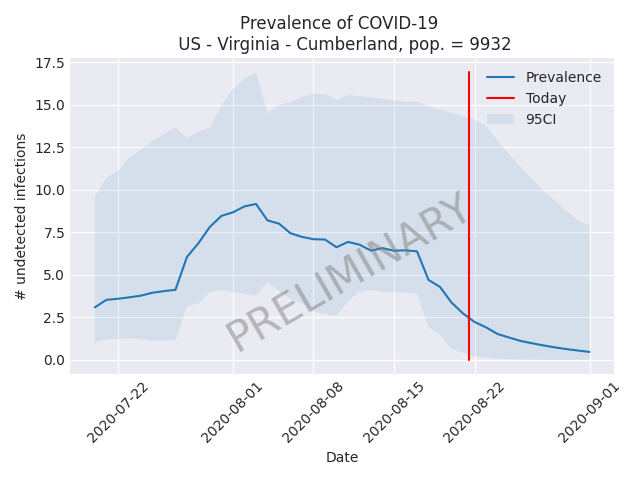 Prevalence of COVID-19
US - Virginia - Cumberland, pop. = 9932
17.5
15.0
12.5
10.0
7.5
5.0
2.5
0.0
# undetected infections
Prevalence
Today
95CI
PRELIMINARY
2020-07-22
2020-08-01
2020-08-08
2020-08-15
2020-08-22
2020-09-01
Date